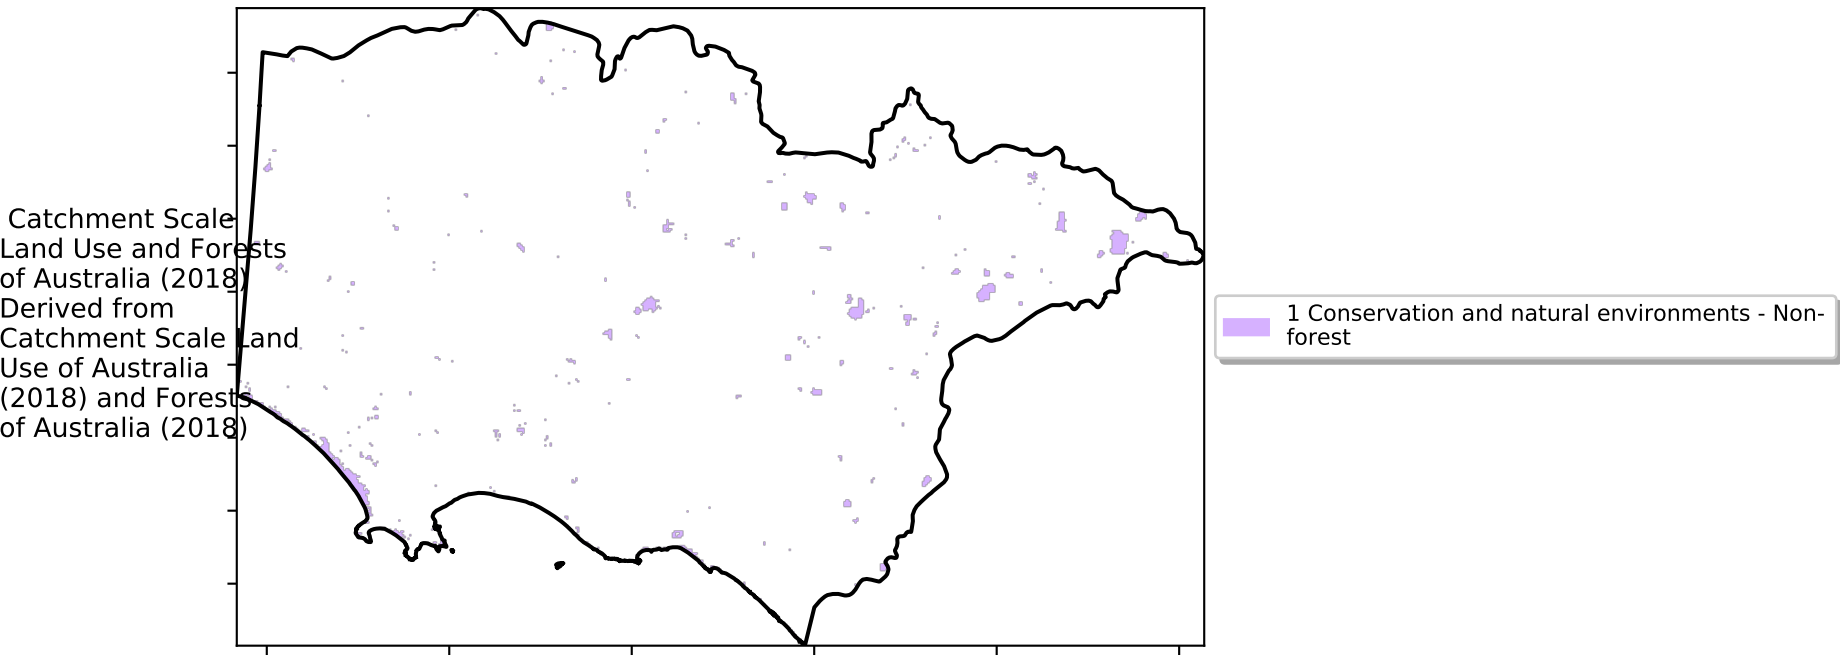 Catchment Scale
Land Use and Forests
of Australia (2018)
Derived from
Catchment Scale Land
Use of Australia
(2018) and Forests
of Australia (2018)
1 Conservation and natural environments - Non-
forest